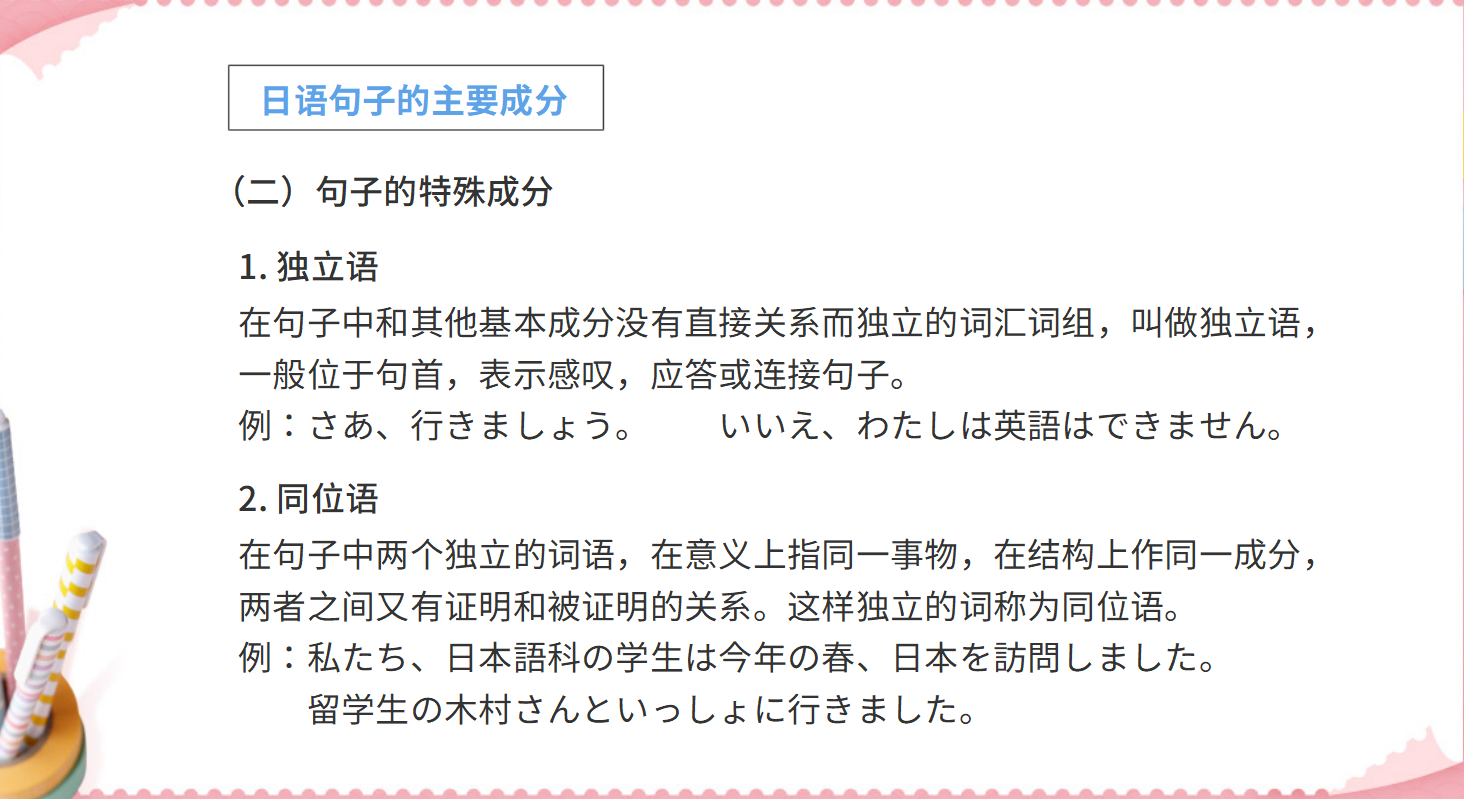 日语句子的主要成分
（二）句子的特殊成分
1. 独立语
在句子中和其他基本成分没有直接关系而独立的词汇词组，叫做独立语，
一般位于句首，表示感叹，应答或连接句子。
例：さあ、行きましょう。　　いいえ、わたしは英語はできません。
2. 同位语
在句子中两个独立的词语，在意义上指同一事物，在结构上作同一成分，
两者之间又有证明和被证明的关系。这样独立的词称为同位语。
例：私たち、日本語科の学生は今年の春、日本を訪問しました。
留学生の木村さんといっしょに行きました。